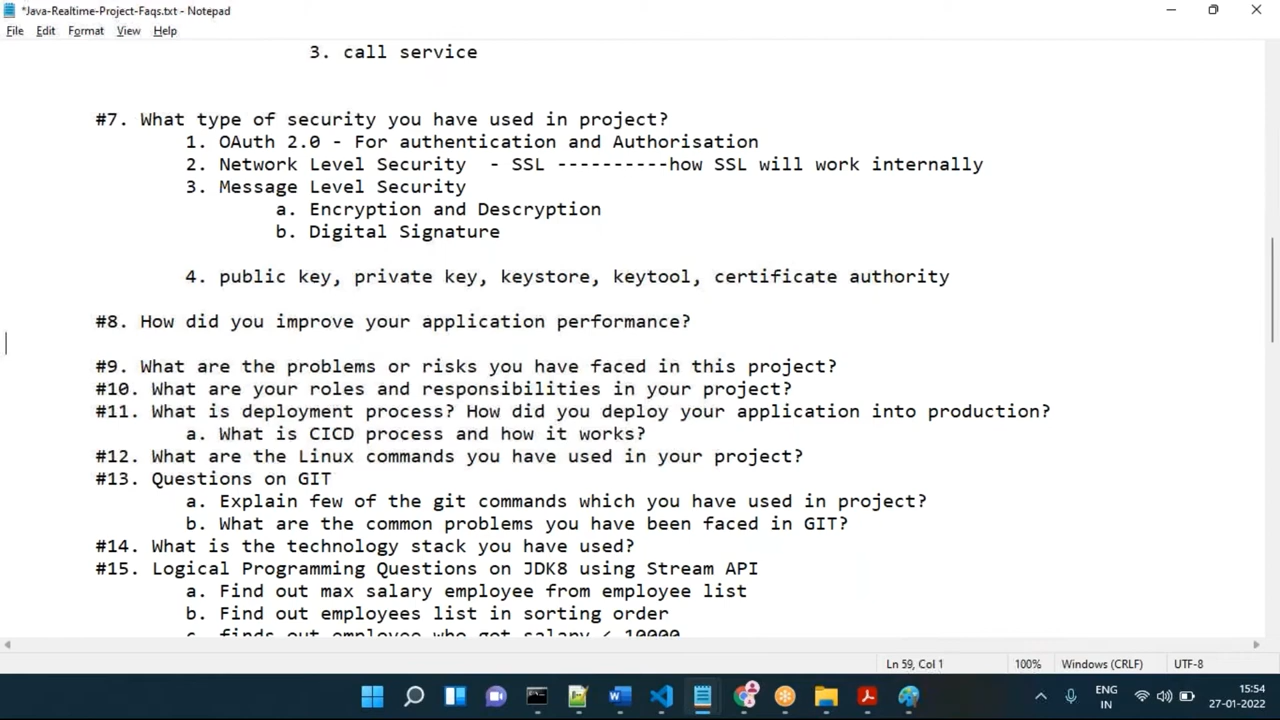 *Java-Realtime-Project-Faqs.txt - Notepad
File Edit Format View Help
3. call service
#7. What type of security you have used in project?
1. OAuth 2.0 - For authentication and Authorisation
2. Network Level Security - SSL ----------how SSL will work internally
3. Message Level Security
a. Encryption and Descryption
b. Digital Signature
4. public key, private key, keystore, keytool, certificate authority
#8. How did you improve your application performance?
#9. What are the problems or risks you have faced in this project?
#10. What are your roles and responsibilities in your project?
#11. What is deployment process? How did you deploy your application into production?
a. What is CICD process and how it works?
#12. What are the Linux commands you have used in your project?
#13. Questions on GIT
a. Explain few of the git commands which you have used in project?
b. What are the common problems you have been faced in GIT?
#14. What is the technology stack you have used?
#15. Logical Programming Questions on JDK8 using Stream API
a. Find out max salary employee from employee list
b. Find out employees list in sorting order
c. finds out employee who got salary < 10000
Ln 59, Col 1 100% Windows (CRLF) UTF-8
ENG
IN
15:54
27-01-2022